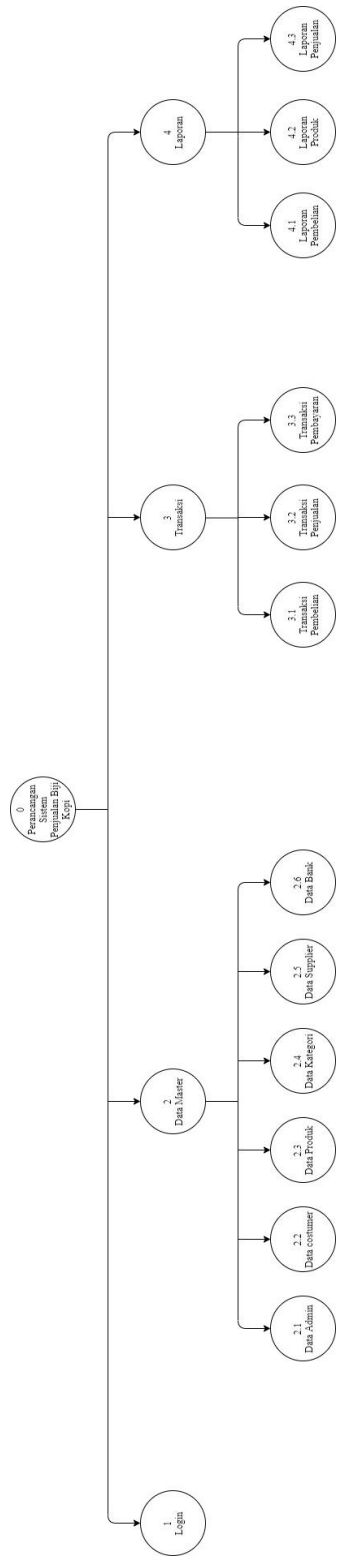 0
Perancangan
Sistem
Penjualan Biji
Kopi
1
Login
2
Data Master
3
Transaksi
4
Laporan
2.1
Data Admin
2.2
Data costumer
2.3
Data Produk
2.4
Data Kategori
2.5
Data Supplier
2.6
Data Bank
3.1
Transaksi
Pembelian
3.2
Transaksi
Penjualan
3.3
Transaksi
Pembayaran
4.1
Laporan
Pembelian
4.2
Laporan
Produk
4.3
Laporan
Penjualan